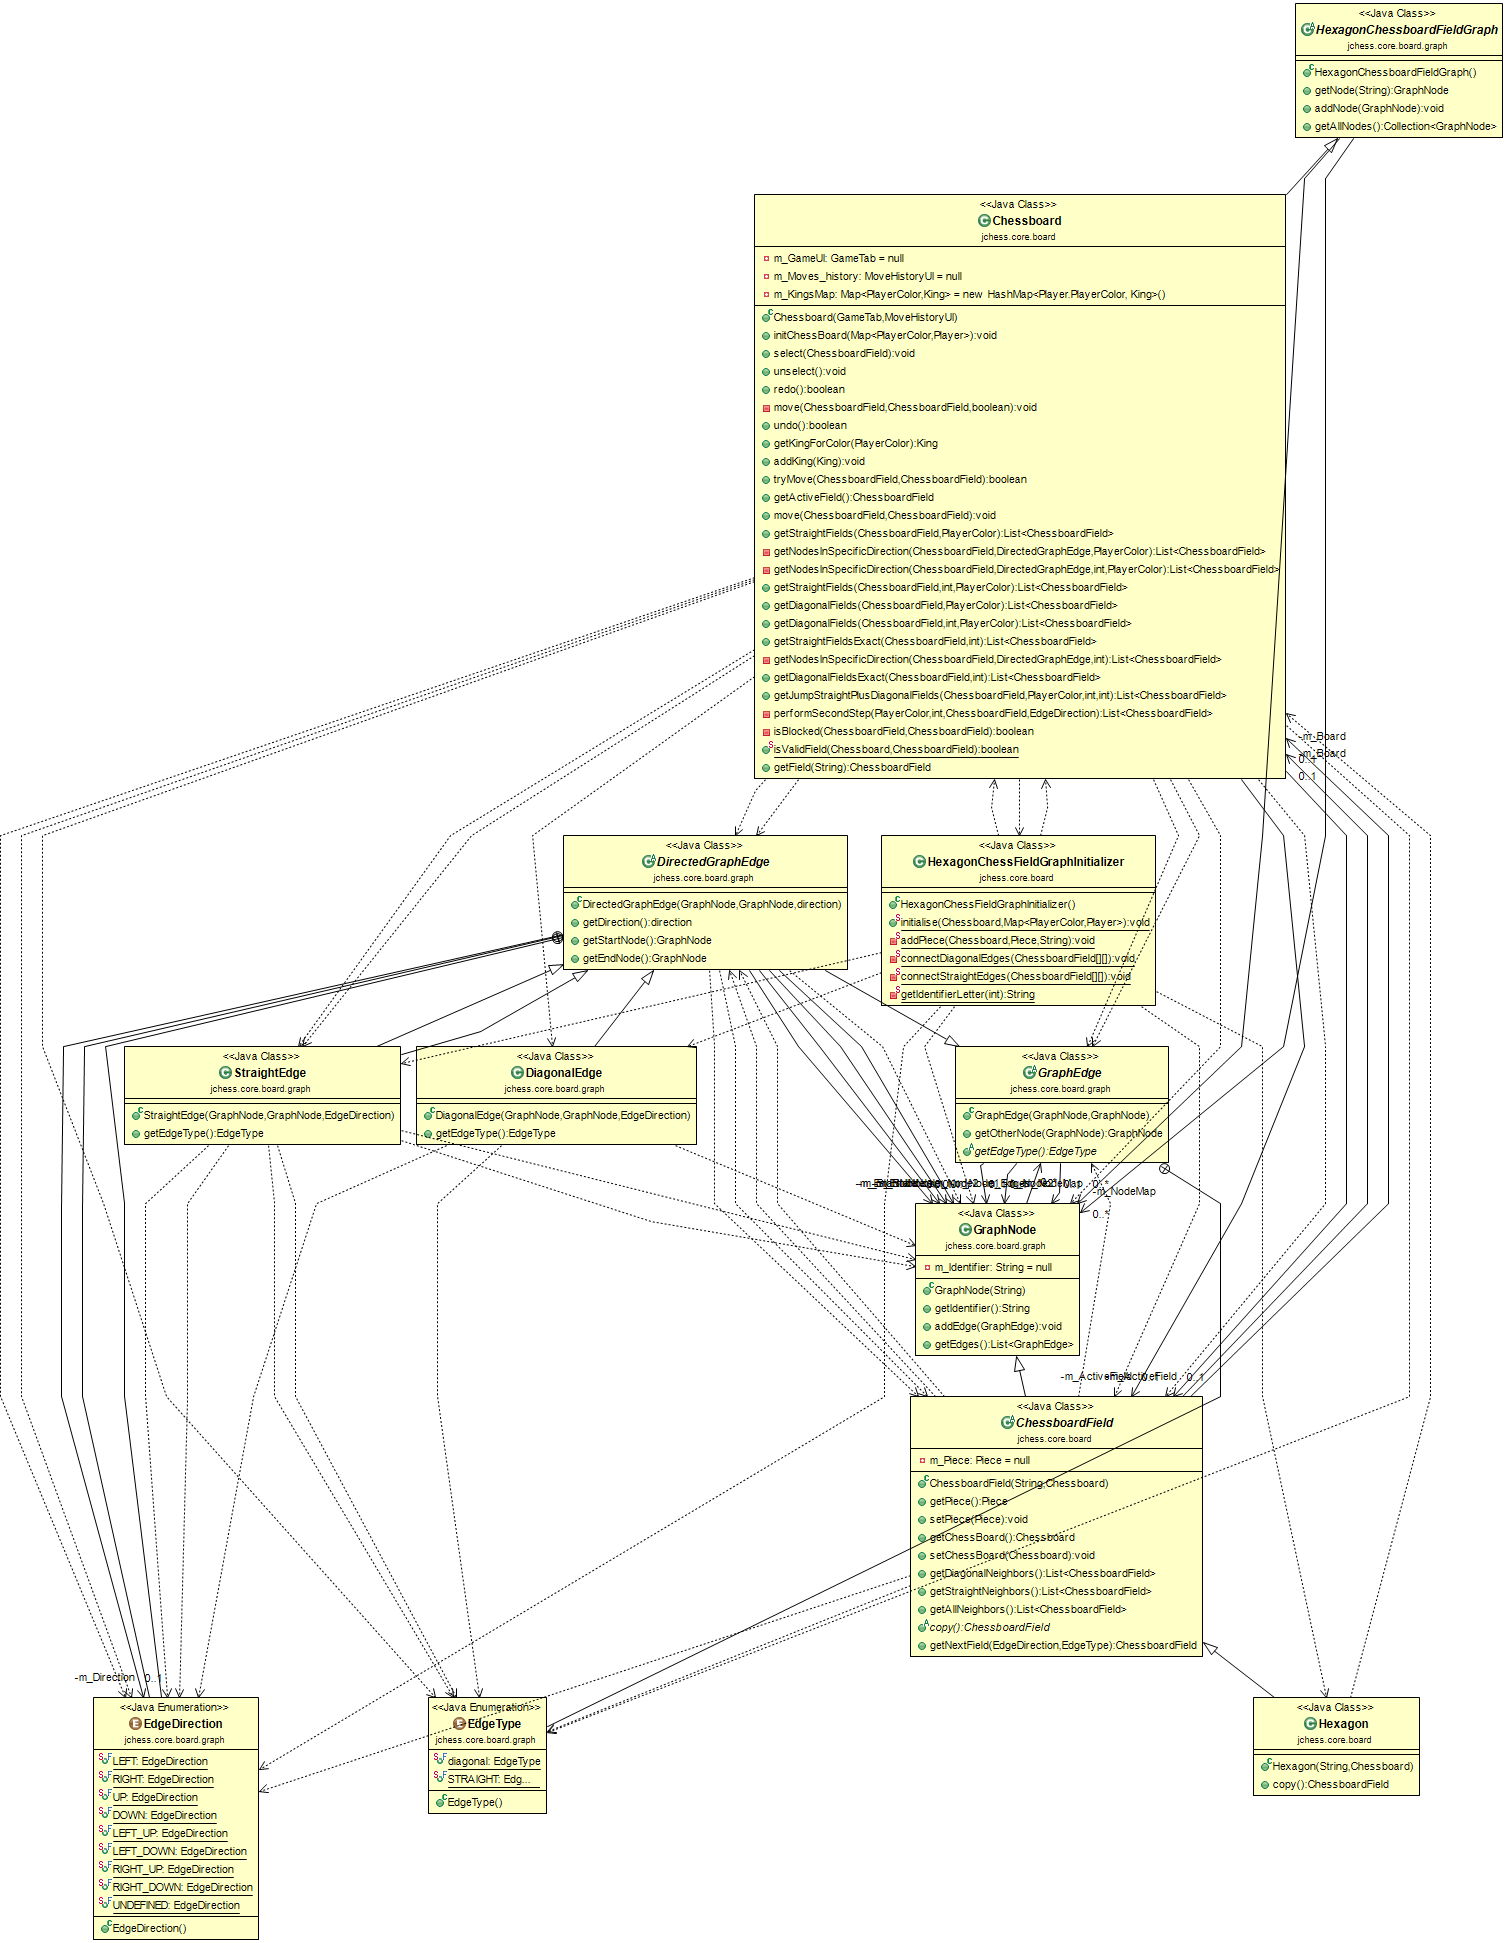 <<Java Class>>
HexagonChessboardFieldGraph
jchess.core.board.graph
HexagonChessboardFieldGraph()
getNode(String):GraphNode
addNode(GraphNode):void
getAllNodes():Collection<GraphNode>
<<Java Class>>
Chessboard
jchess.core.board
m_GameUI: GameTab = null
m_Moves_history: MoveHistoryUI = null
m_KingsMap: Map<PlayerColor,King> = new HashMap<Player.PlayerColor, King>()
Chessboard(GameTab,MoveHistoryUI)
initChessBoard(Map<PlayerColor,Player>):void
select(ChessboardField):void
unselect():void
redo():boolean
move(ChessboardField,ChessboardField,boolean):void
undo():boolean
getKingForColor(PlayerColor):King
addKing(King):void
tryMove(ChessboardField,ChessboardField):boolean
getActiveField():ChessboardField
move(ChessboardField,ChessboardField):void
getStraightFields(ChessboardField,PlayerColor):List<ChessboardField>
getNodesInSpecificDirection(ChessboardField,DirectedGraphEdge,PlayerColor):List<ChessboardField>
getNodesInSpecificDirection(ChessboardField,DirectedGraphEdge,int,PlayerColor):List<ChessboardField>
getStraightFields(ChessboardField,int,PlayerColor):List<ChessboardField>
getDiagonalFields(ChessboardField,PlayerColor):List<ChessboardField>
getDiagonalFields(ChessboardField,int,PlayerColor):List<ChessboardField>
getStraightFieldsExact(ChessboardField,int):List<ChessboardField>
getNodesInSpecificDirection(ChessboardField,DirectedGraphEdge,int):List<ChessboardField>
getDiagonalFieldsExact(ChessboardField,int):List<ChessboardField>
getJumpStraightPlusDiagonalFields(ChessboardField,PlayerColor,int,int):List<ChessboardField>
performSecondStep(PlayerColor,int,ChessboardField,EdgeDirection):List<ChessboardField>
isBlocked(ChessboardField,ChessboardField):boolean
isValidField(Chessboard,ChessboardField):boolean
getField(String):ChessboardField
-m_Board
-m_Board
0..1
0..1
<<Java Class>>
DirectedGraphEdge
jchess.core.board.graph
DirectedGraphEdge(GraphNode,GraphNode,direction)
getDirection():direction
getStartNode():GraphNode
getEndNode():GraphNode
<<Java Class>>
HexagonChessFieldGraphInitializer
jchess.core.board
HexagonChessFieldGraphInitializer()
initialise(Chessboard,Map<PlayerColor,Player>):void
addPiece(Chessboard,Piece,String):void
connectDiagonalEdges(ChessboardField[][]):void
connectStraightEdges(ChessboardField[][]):void
getIdentifierLetter(int):String
<<Java Class>>
StraightEdge
jchess.core.board.graph
StraightEdge(GraphNode,GraphNode,EdgeDirection)
getEdgeType():EdgeType
<<Java Class>>
DiagonalEdge
jchess.core.board.graph
DiagonalEdge(GraphNode,GraphNode,EdgeDirection)
getEdgeType():EdgeType
<<Java Class>>
GraphEdge
jchess.core.board.graph
GraphEdge(GraphNode,GraphNode)
getOtherNode(GraphNode):GraphNode
getEdgeType():EdgeType
0..*
-m_NodeMap
0..*
<<Java Class>>
GraphNode
jchess.core.board.graph
m_Identifier: String = null
GraphNode(String)
getIdentifier():String
addEdge(GraphEdge):void
getEdges():List<GraphEdge>
0..1
<<Java Class>>
ChessboardField
jchess.core.board
m_Piece: Piece = null
ChessboardField(String,Chessboard)
getPiece():Piece
setPiece(Piece):void
getChessBoard():Chessboard
setChessBoard(Chessboard):void
getDiagonalNeighbors():List<ChessboardField>
getStraightNeighbors():List<ChessboardField>
getAllNeighbors():List<ChessboardField>
copy():ChessboardField
getNextField(EdgeDirection,EdgeType):ChessboardField
-m_Direction
0..1
<<Java Enumeration>>
EdgeDirection
jchess.core.board.graph
LEFT: EdgeDirection
RIGHT: EdgeDirection
UP: EdgeDirection
DOWN: EdgeDirection
LEFT_UP: EdgeDirection
LEFT_DOWN: EdgeDirection
RIGHT_UP: EdgeDirection
RIGHT_DOWN: EdgeDirection
UNDEFINED: EdgeDirection
EdgeDirection()
<<Java Enumeration>>
EdgeType
jchess.core.board.graph
diagonal: EdgeType
STRAIGHT: Edg...
EdgeType()
<<Java Class>>
Hexagon
jchess.core.board
Hexagon(String,Chessboard)
copy():ChessboardField